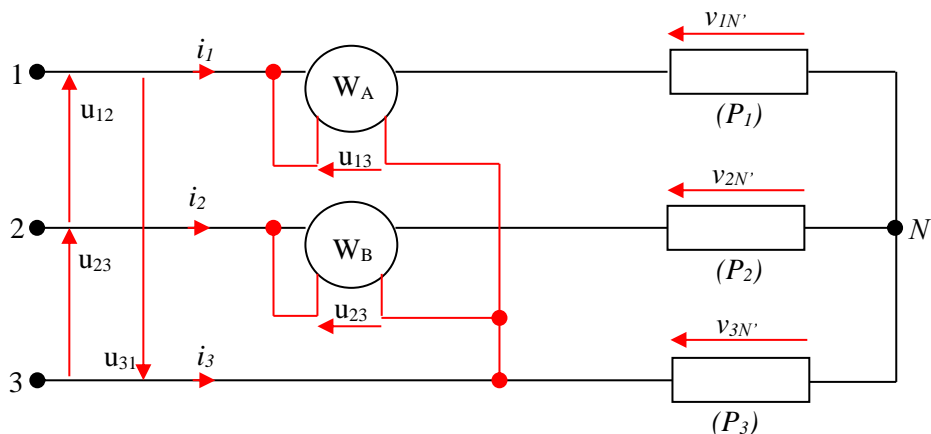 v1N'
i1
1
WA
u12
(P1)
u13
i2
v2N'
2
N
WB
u23
(P2)
u23
v3N'
u31
i3
3
(P3)